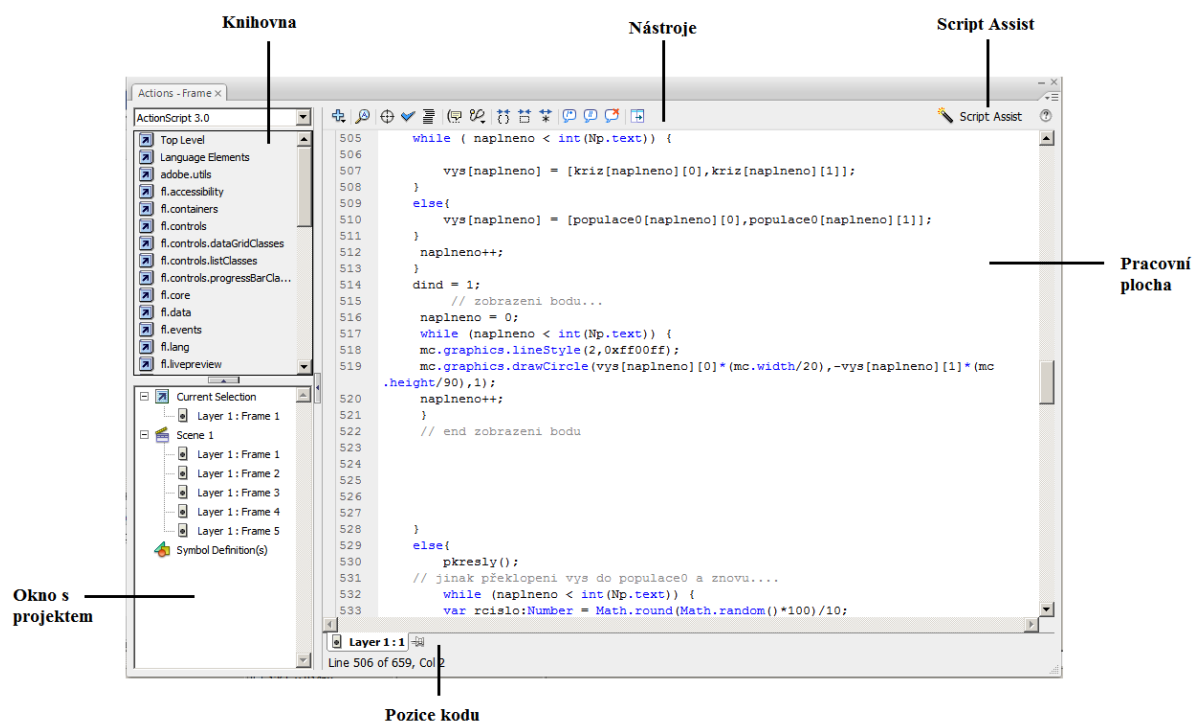 Knihovna
Nástroje
Script Assist
Actions - Frame ×
ActionScript 3.0
Script Assist
Top Level
Language Elements
adobe.utils
fl.accessibility
fl.containers
fl.controls
fl.controls.dataGridClasses
fl.controls.listClasses
fl.controls.progressBarCla...
fl.core
fl.data
fl.events
fl.lang
fl.livepreview
Current Selection
Layer 1 : Frame 1
Scene 1
Layer 1 : Frame 1
Layer 1 : Frame 2
Layer 1 : Frame 3
Layer 1 : Frame 4
Layer 1 : Frame 5
Symbol Definition(s)
505 while ( naplneno < int(Np.text)) {
506
507 vys[naplneno] = [kriz[naplneno][0],kriz[naplneno][1]];
508 }
509 else{
510 vys[naplneno] = [populace0[naplneno][0],populace0[naplneno][1]];
511 }
512 naplneno++;
513 }
514 dind = 1;
515 // zobrazeni bodu...
516 naplneno = 0;
517 while (naplneno < int(Np.text)) {
518 mc.graphics.lineStyle(2,0xff00ff);
519 mc.graphics.drawCircle(vys[naplneno][0]*(mc.width/20),-vys[naplneno][1]*(mc
.height/90),1);
520 naplneno++;
521 }
522 // end zobrazeni bodu
523
524
525
526
527
528 }
529 else{
530 pkresly();
531 // jinak překlopeni vys do populace0 a znovu....
532 while (naplneno < int(Np.text)) {
533 var rcislo:Number = Math.round(Math.random()*100)/10;
Layer 1 : 1
Line 506 of 659, Col 2
Pracovní
plocha
Okno s
projektem
Pozice kodu